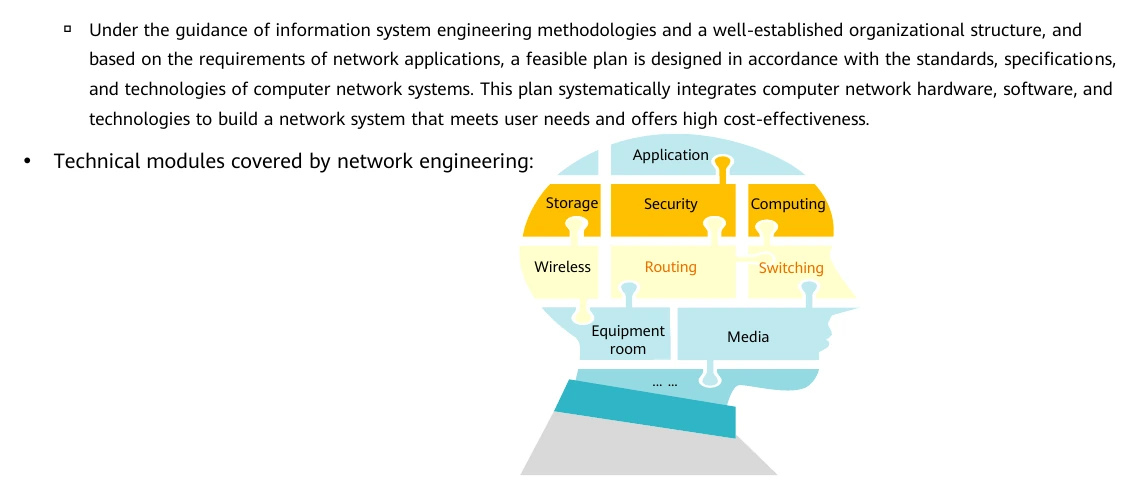 ▫ Under the guidance of information system engineering methodologies and a well-established organizational structure, and
based on the requirements of network applications, a feasible plan is designed in accordance with the standards, specifications,
and technologies of computer network systems. This plan systematically integrates computer network hardware, software, and
technologies to build a network system that meets user needs and offers high cost-effectiveness.
• Technical modules covered by network engineering:
Application
Storage Security Computing
Wireless Routing Switching
Equipment
room
Media
... ...